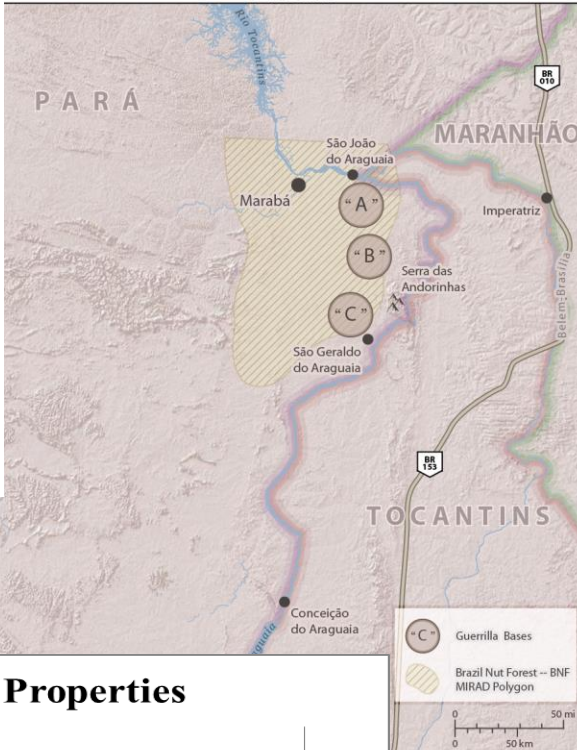 Rio Tocantins
BR
010
PARÁ
MARANHÃO
São João
do Araguaia
Marabá
"A"
Imperatriz
"B"
Serra das
Andorinhas
"C"
Belem-Brasília
São Geraldo
do Araguaia
BR
153
TOCANTINS
Conceição
do Araguaia
aguaia
"C"
Guerrilla Bases
Brazil Nut Forest -- BNF
MIRAD Polygon
Properties
0
50 mi
0
50 km